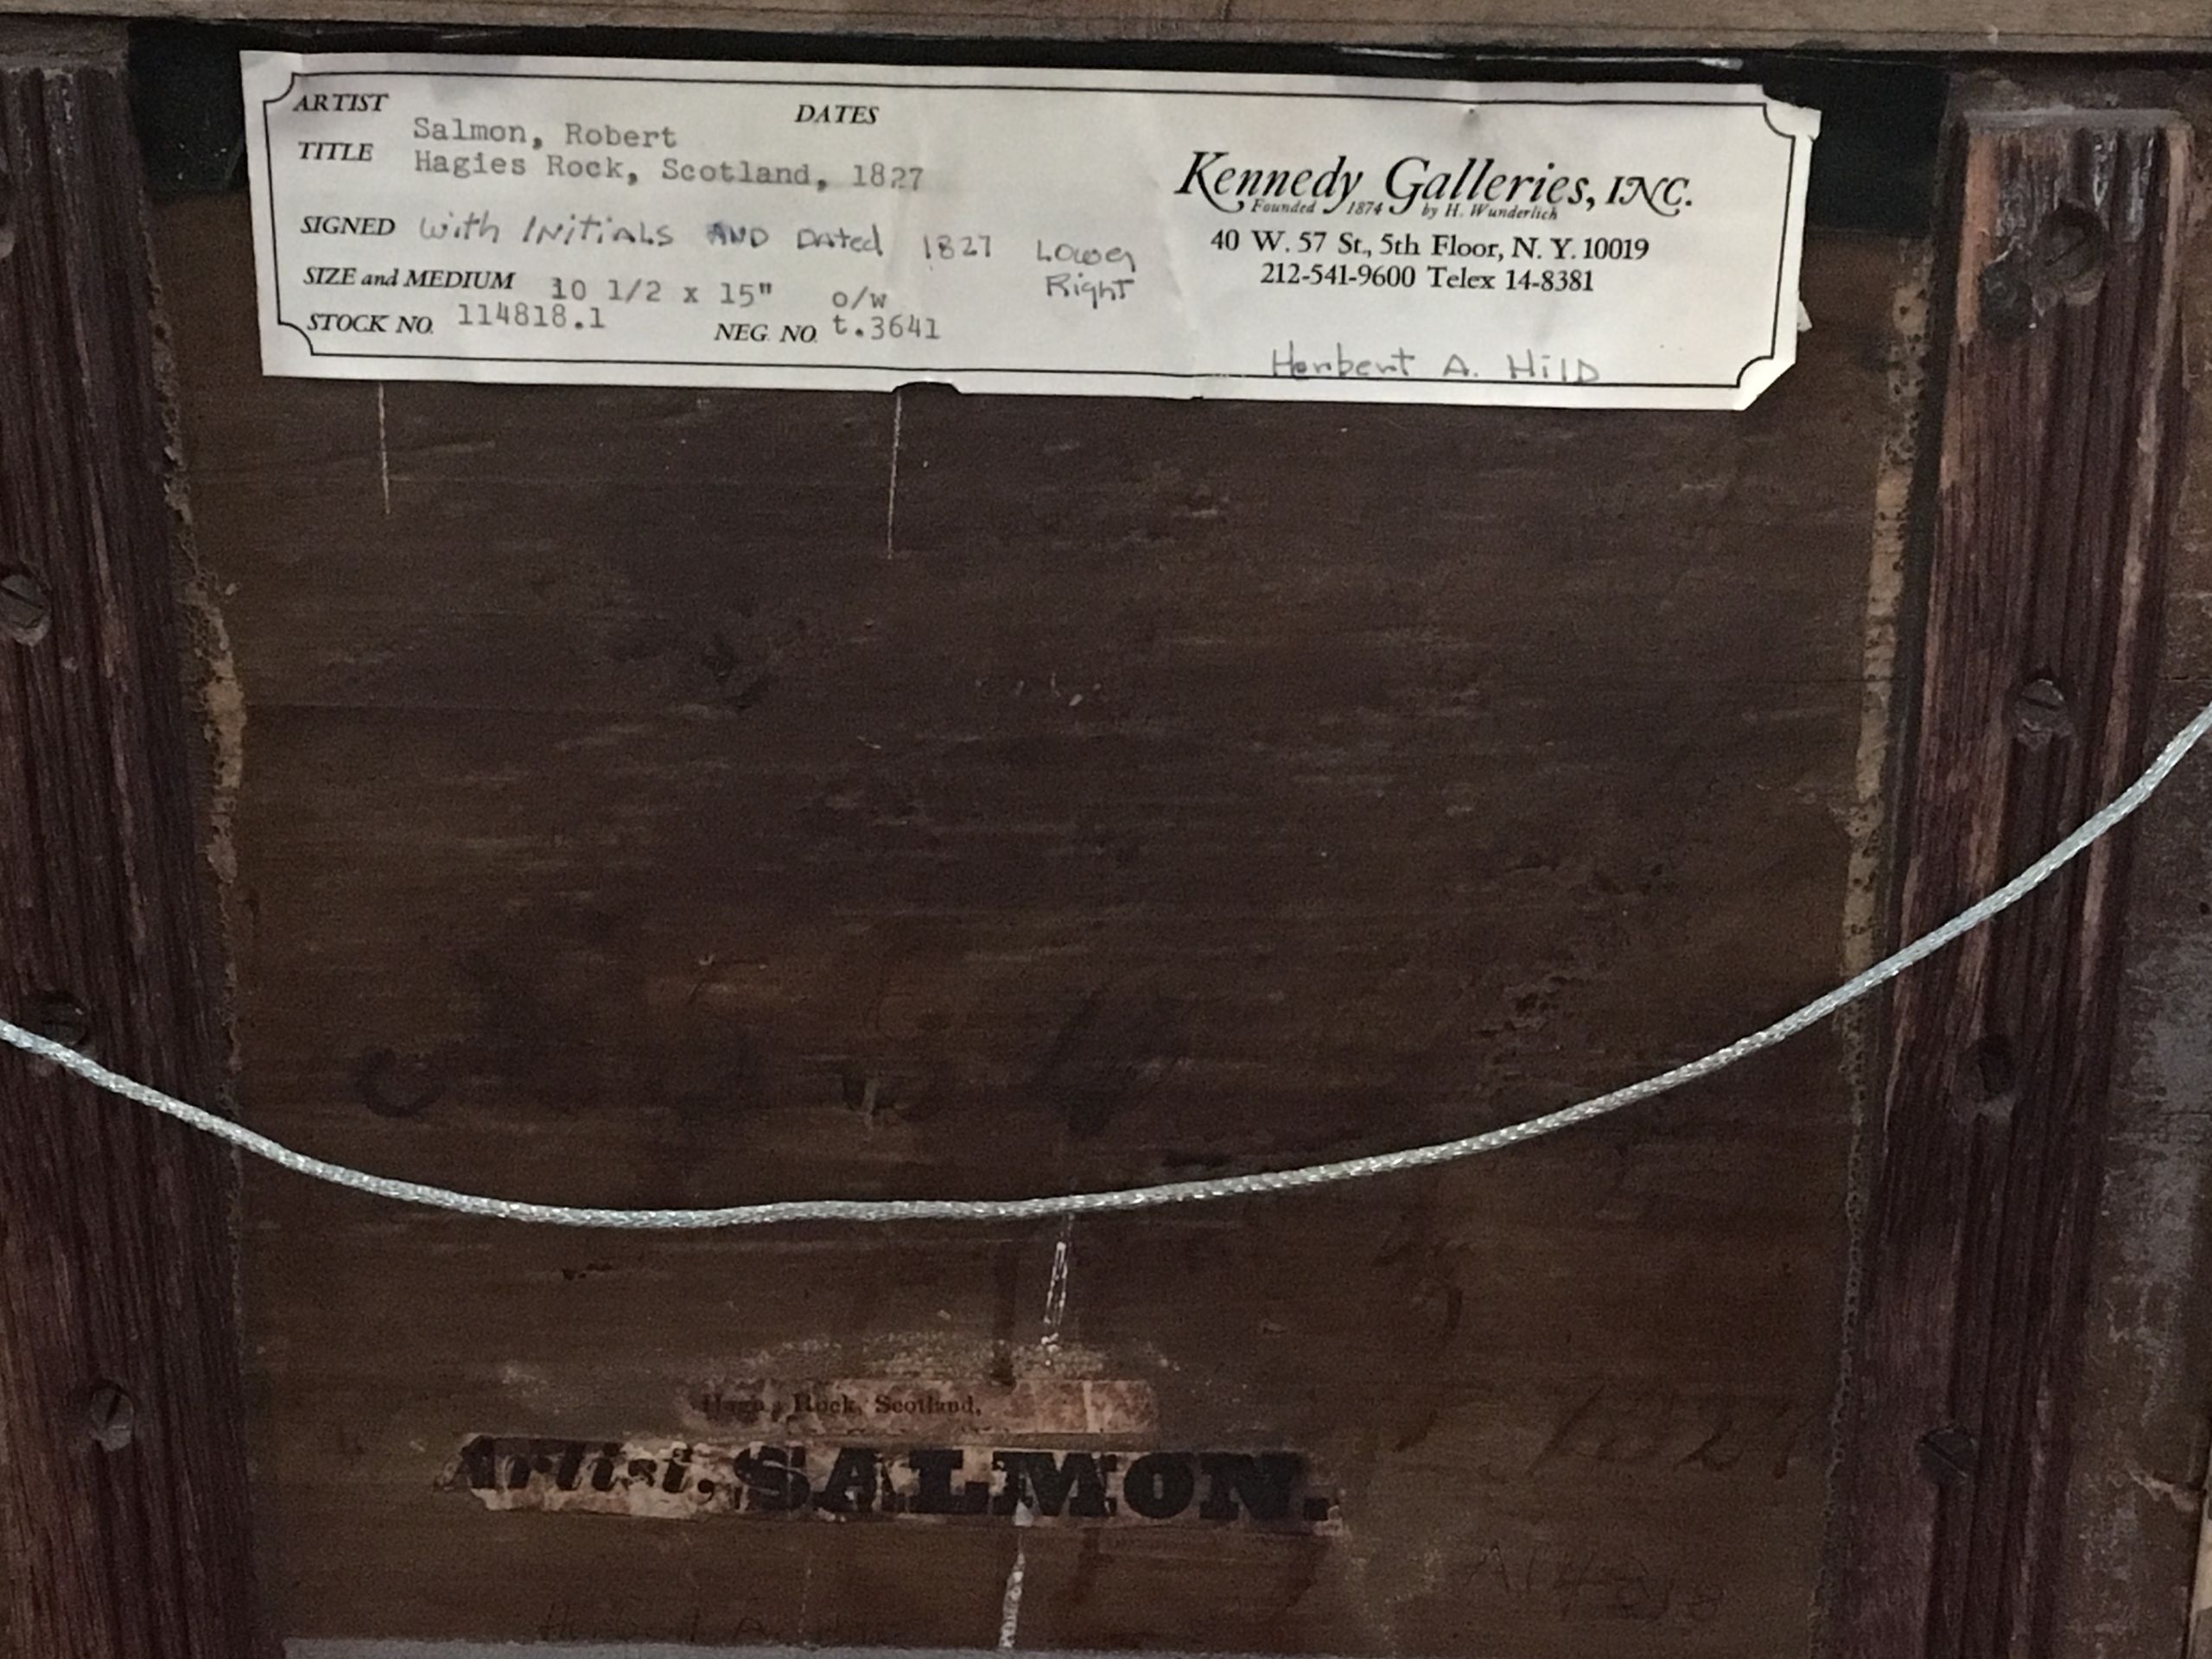 ARTIST
DATES
Salmon, Robert
TITLE
Hagies Rock, Scotland, 1827
SIGNED with INitiALS AND Dated 1827 Lower
Right
SIZE and MEDIUM 10 1/2 x 15" o/w
STOCK NO. 114818.1
NEG. NO. t.3641
Kennedy Galleries, INC.
Founded 1874 by H. Wunderlich
40 W. 57 St., 5th Floor, N. Y. 10019
212-541-9600 Telex 14-8381
Herbert A. HilD
Rock, Scotland,
Artist, SALMON.
1827